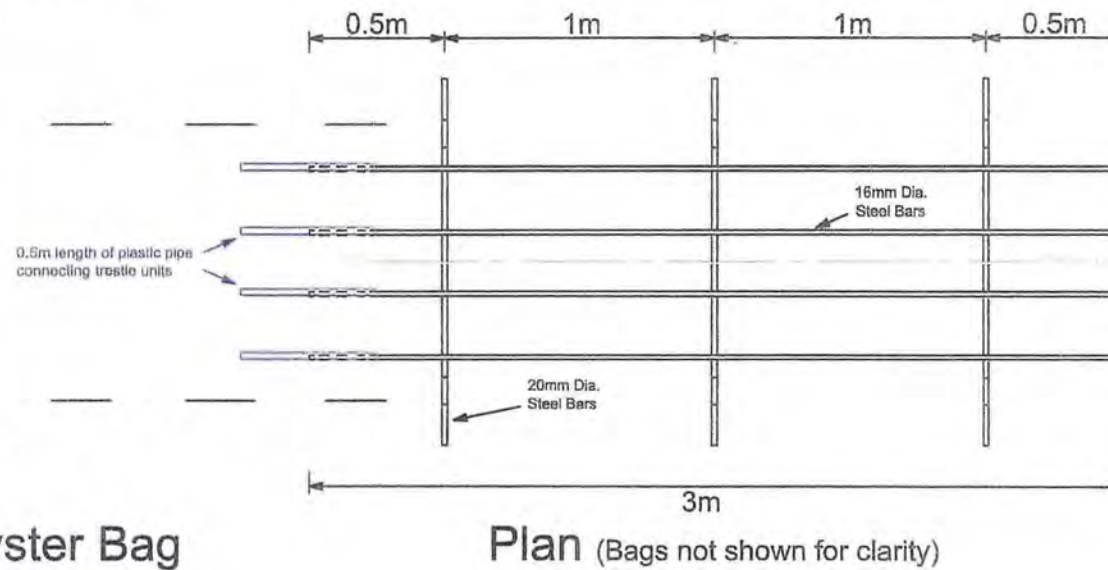 0.5m 1m 1m 0.5m
16mm Dia.
Steel Bars
0.5m length of plastic pipe
connecting trestle units
20mm Dia.
Steel Bars
3m
yster Bag
Plan (Bags not shown for clarity)